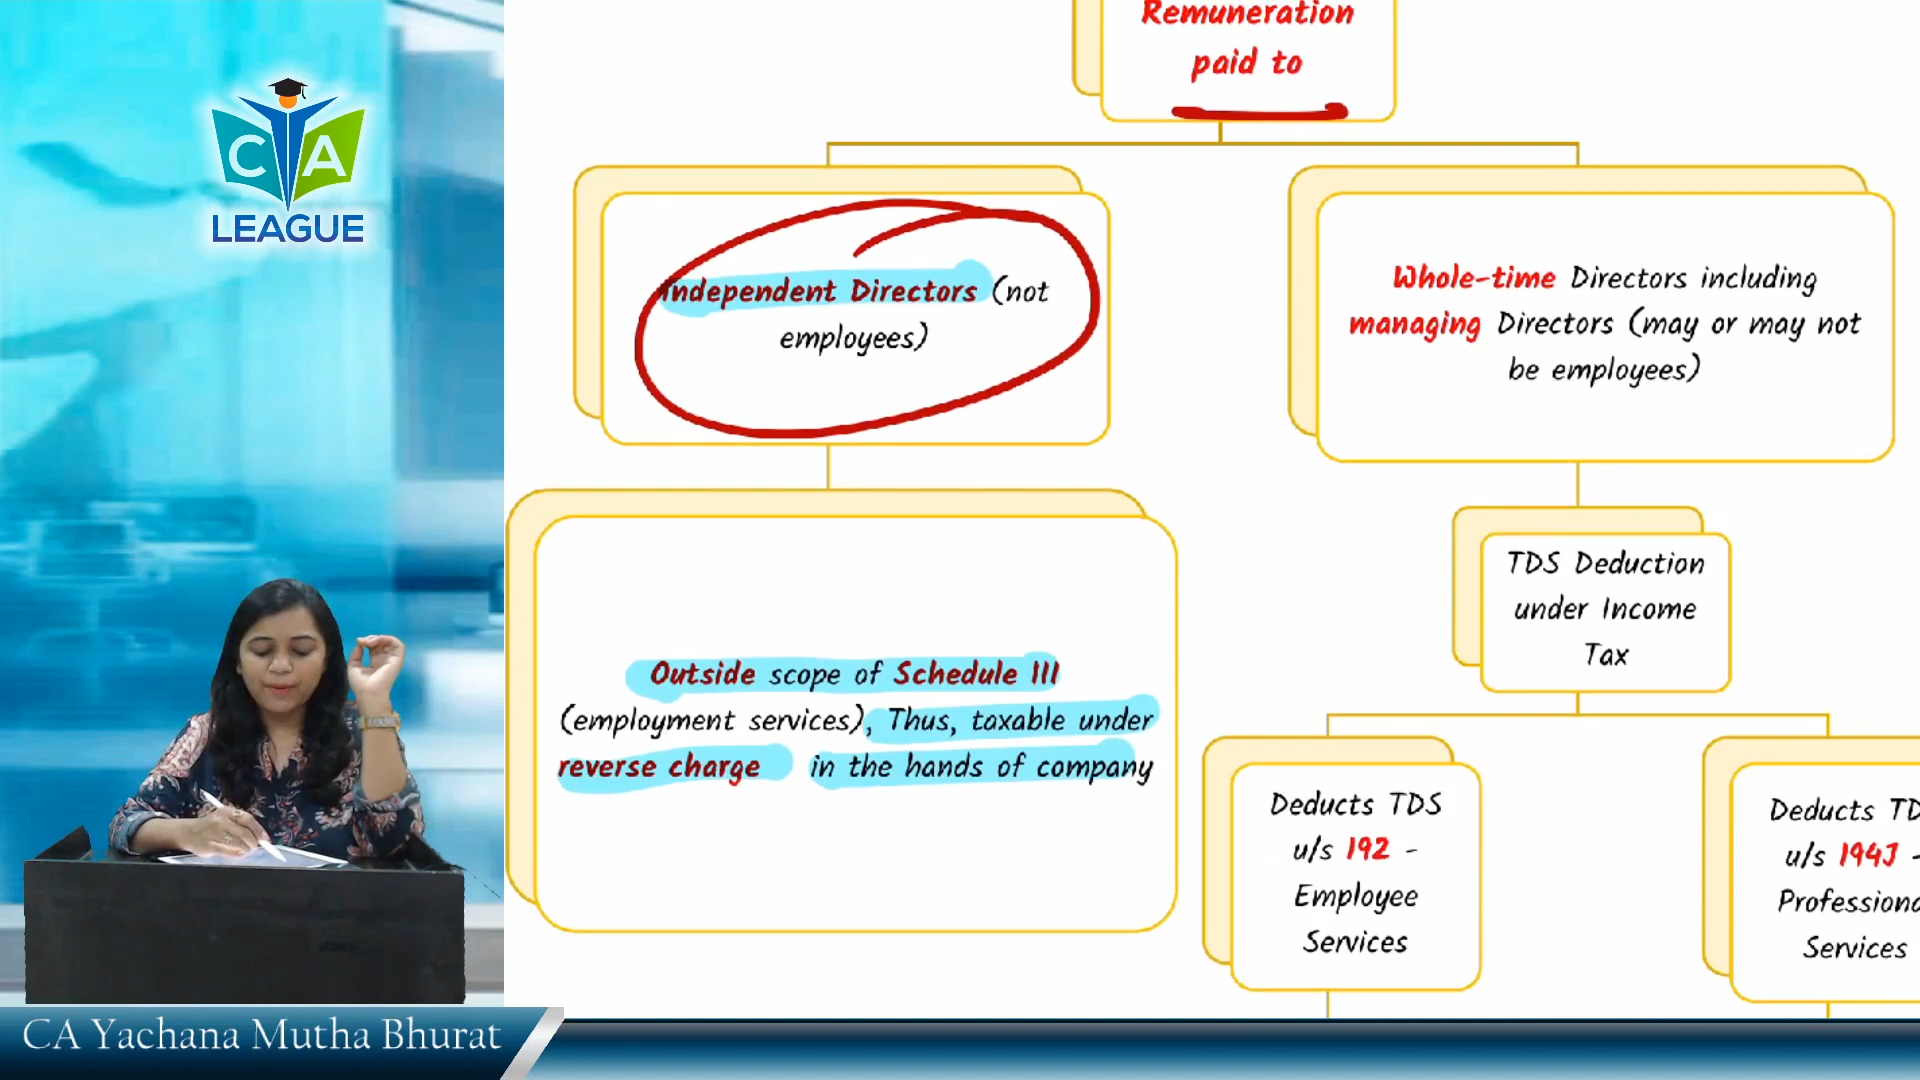 C A
LEAGUE
Remuneration
paid to
Independent Directors (not
employees)
Whole-time Directors including
managing Directors (may or may not
be employees)
Outside scope of Schedule III
(employment services), Thus, taxable under
reverse charge in the hands of company
TDS Deduction
under Income
Tax
Deducts TDS
u/s 192 -
Employee
Services
Deducts TD
u/s 194J -
Professiona
Services
CA Yachana Mutha Bhurat